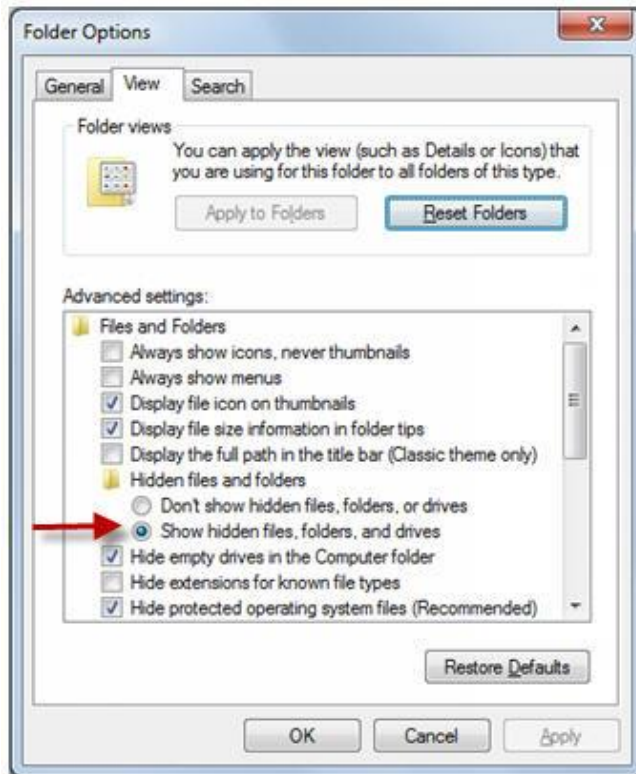 Folder Options
General
View
Search
Folder views
You can apply the view (such as Details or Icons) that
you are using for this folder to all folders of this type.
Apply to Folders
Reset Folders
Advanced settings:
Files and Folders
Always show icons, never thumbnails
Always show menus
Display file icon on thumbnails
Display file size information in folder tips
Display the full path in the title bar (Classic theme only)
Hidden files and folders
Don't show hidden files, folders, or drives
Show hidden files, folders, and drives
Hide empty drives in the Computer folder
Hide extensions for known file types
Hide protected operating system files (Recommended)
Restore Defaults
OK
Cancel
Apply